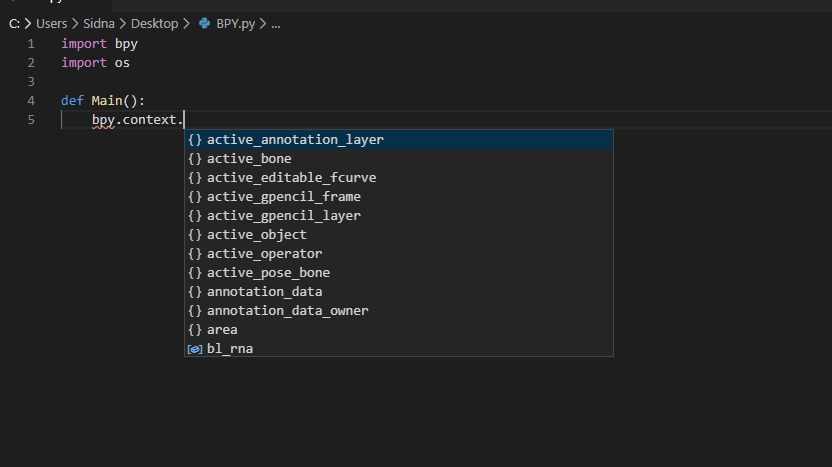 C: > Users > Sidna > Desktop > BPY.py > ...
1 import bpy
2 import os
3
4 def Main():
5 bpy.context.
{} active_annotation_layer
{} active_bone
{} active_editable_fcurve
{} active_gpencil_frame
{} active_gpencil_layer
{} active_object
{} active_operator
{} active_pose_bone
{} annotation_data
{} annotation_data_owner
{} area
bl_rna